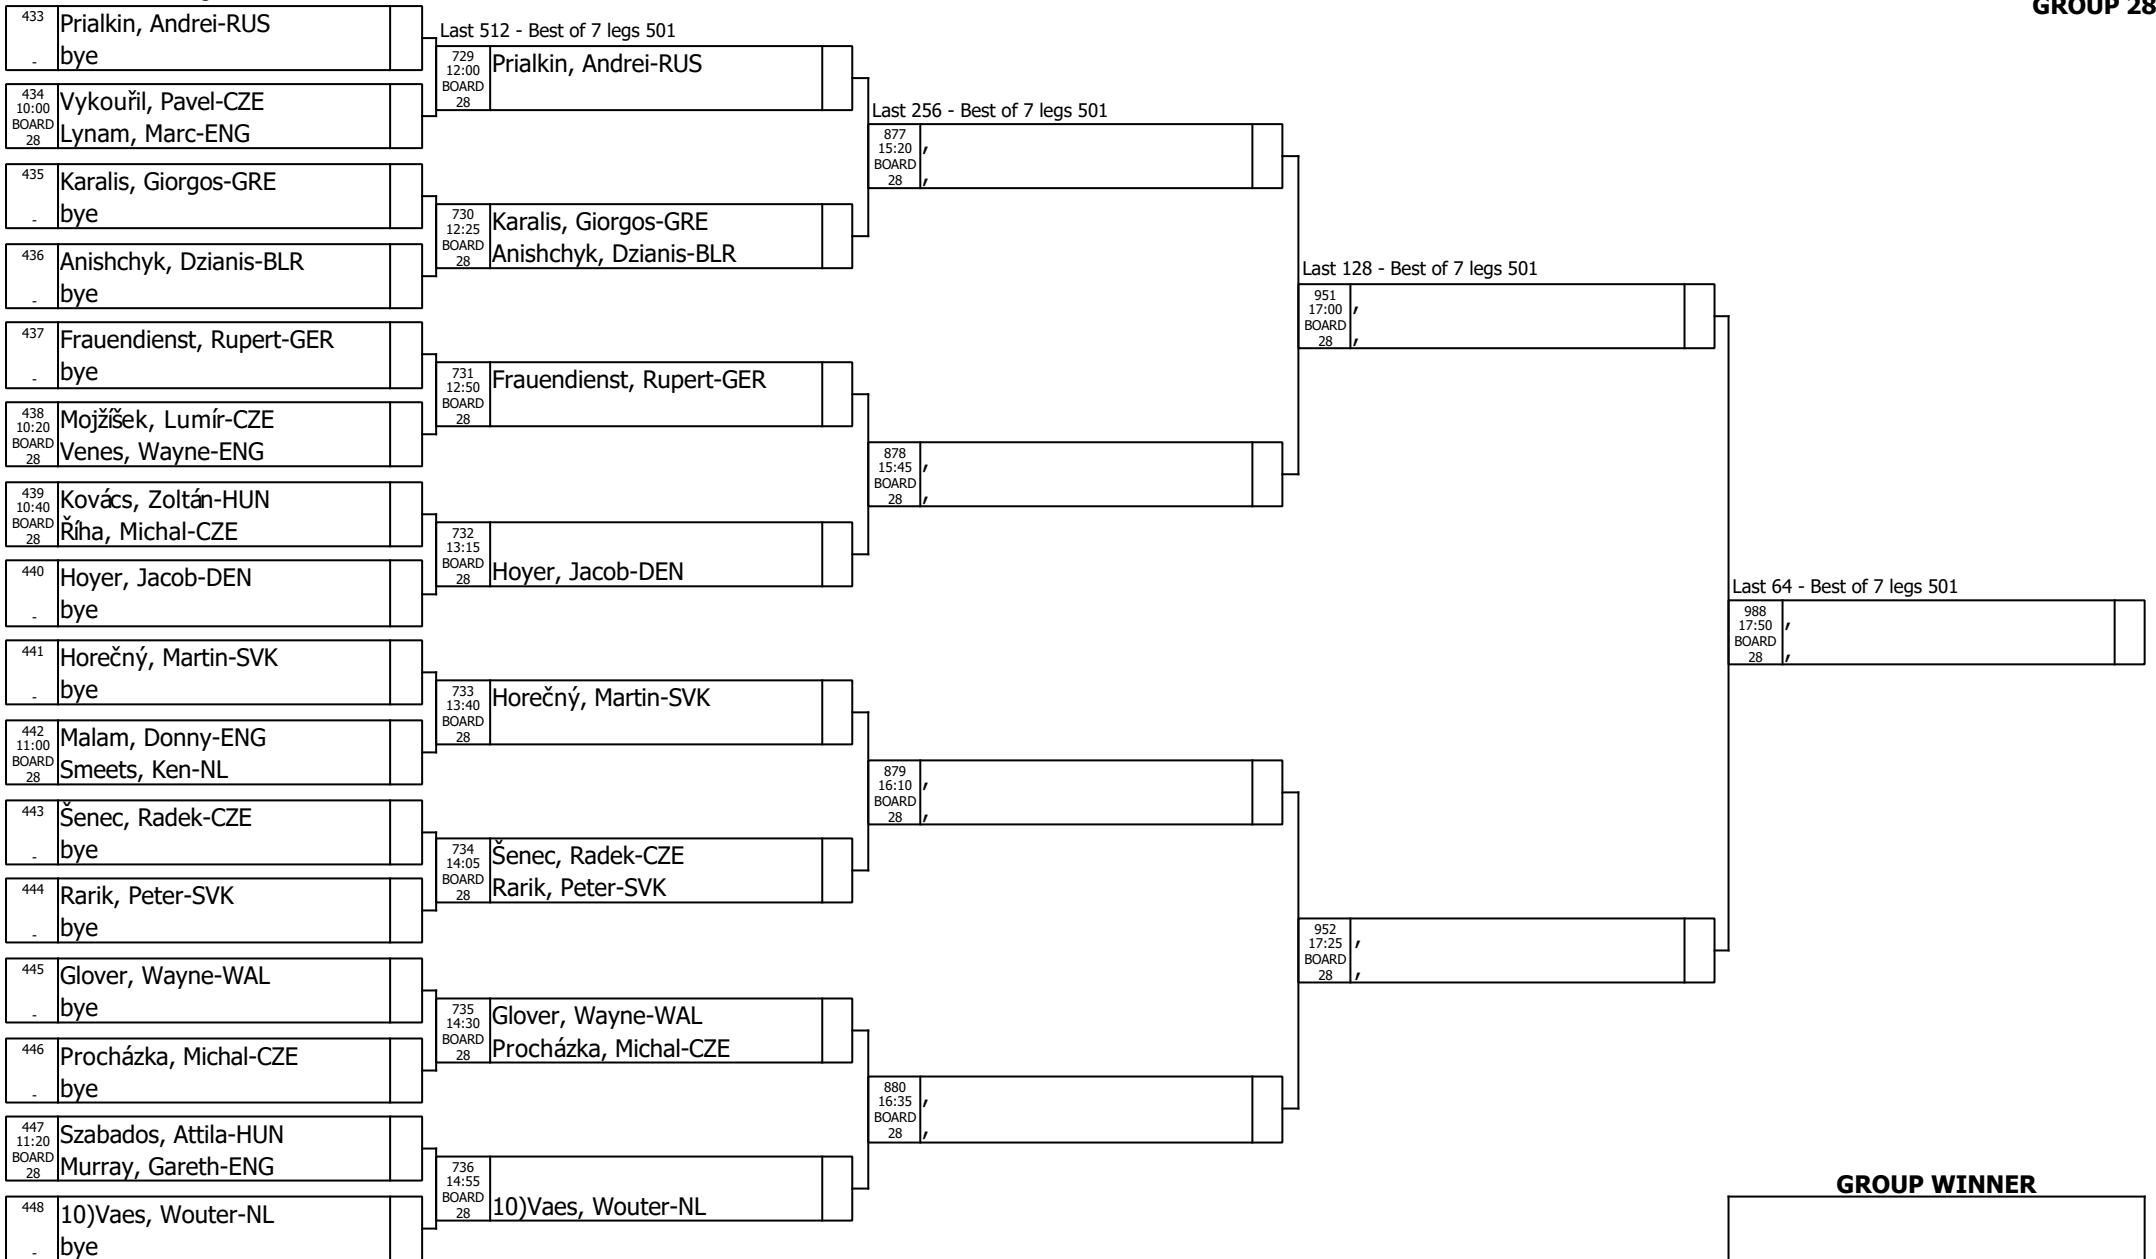 GROUP 28
433
Prialkin, Andrei-RUS
-
bye
434
10:00
BOARD
28
Vykouřil, Pavel-CZE
Lynam, Marc-ENG
435
Karalis, Giorgos-GRE
-
bye
436
Anishchyk, Dzianis-BLR
-
bye
437
Frauendienst, Rupert-GER
-
bye
438
10:20
BOARD
28
Mojžíšek, Lumír-CZE
Venes, Wayne-ENG
439
10:40
BOARD
28
Kovács, Zoltán-HUN
Říha, Michal-CZE
440
Hoyer, Jacob-DEN
-
bye
441
Horečný, Martin-SVK
-
bye
442
11:00
BOARD
28
Malam, Donny-ENG
Smeets, Ken-NL
443
Šenec, Radek-CZE
-
bye
444
Rarik, Peter-SVK
-
bye
445
Glover, Wayne-WAL
-
bye
446
Procházka, Michal-CZE
-
bye
447
11:20
BOARD
28
Szabados, Attila-HUN
Murray, Gareth-ENG
448
10)Vaes, Wouter-NL
-
bye
Last 512 - Best of 7 legs 501
729
12:00
BOARD
28
Prialkin, Andrei-RUS
730
12:25
BOARD
28
Karalis, Giorgos-GRE
Anishchyk, Dzianis-BLR
731
12:50
BOARD
28
Frauendienst, Rupert-GER
732
13:15
BOARD
28
Hoyer, Jacob-DEN
733
13:40
BOARD
28
Horečný, Martin-SVK
734
14:05
BOARD
28
Šenec, Radek-CZE
Rarik, Peter-SVK
735
14:30
BOARD
28
Glover, Wayne-WAL
Procházka, Michal-CZE
736
14:55
BOARD
28
10)Vaes, Wouter-NL
Last 256 - Best of 7 legs 501
877
15:20
BOARD
28
,
,
878
15:45
BOARD
28
,
,
879
16:10
BOARD
28
,
,
880
16:35
BOARD
28
,
,
Last 128 - Best of 7 legs 501
951
17:00
BOARD
28
,
,
952
17:25
BOARD
28
,
,
Last 64 - Best of 7 legs 501
988
17:50
BOARD
28
,
,
GROUP WINNER